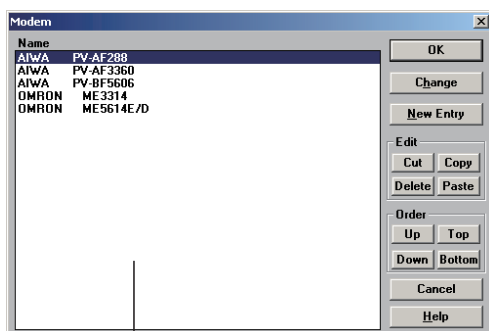 Modem
Name
AIWA PV-AF288
AIWA PV-AF3360
AIWA PV-BF5606
OMRON ME3314
OMRON ME5614E/D
OK
Change
New Entry
Edit
Cut Copy
Delete Paste
Order
Up Top
Down Bottom
Cancel
Help